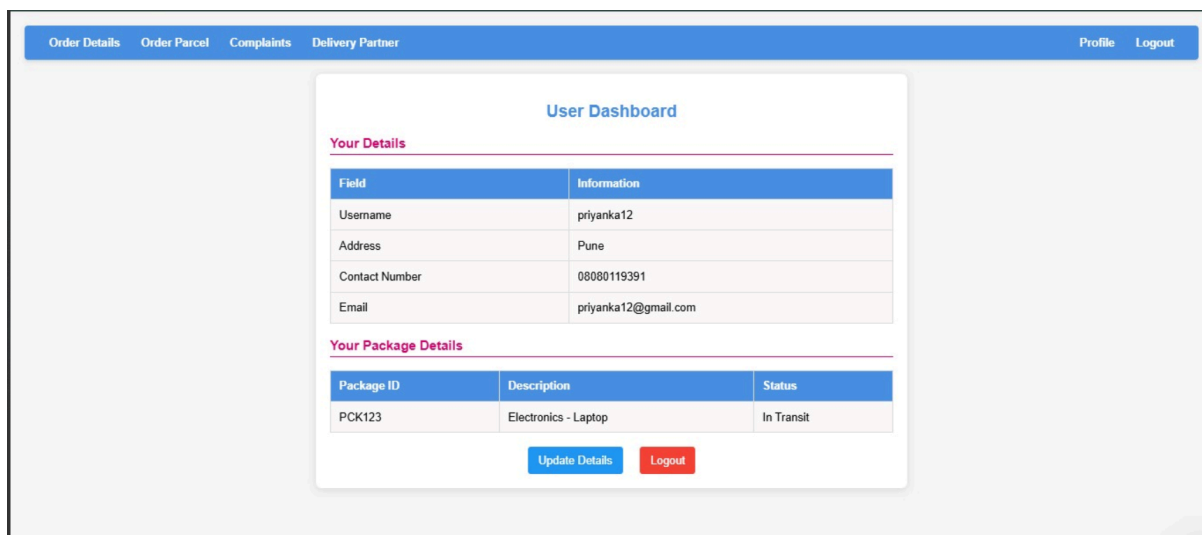 Order Details Order Parcel Complaints Delivery Partner Profile Logout
User Dashboard
Your Details
Field Information
Username priyanka12
Address Pune
Contact Number 08080119391
Email priyanka12@gmail.com
Your Package Details
Package ID Description Status
PCK123 Electronics - Laptop In Transit
Update Details Logout